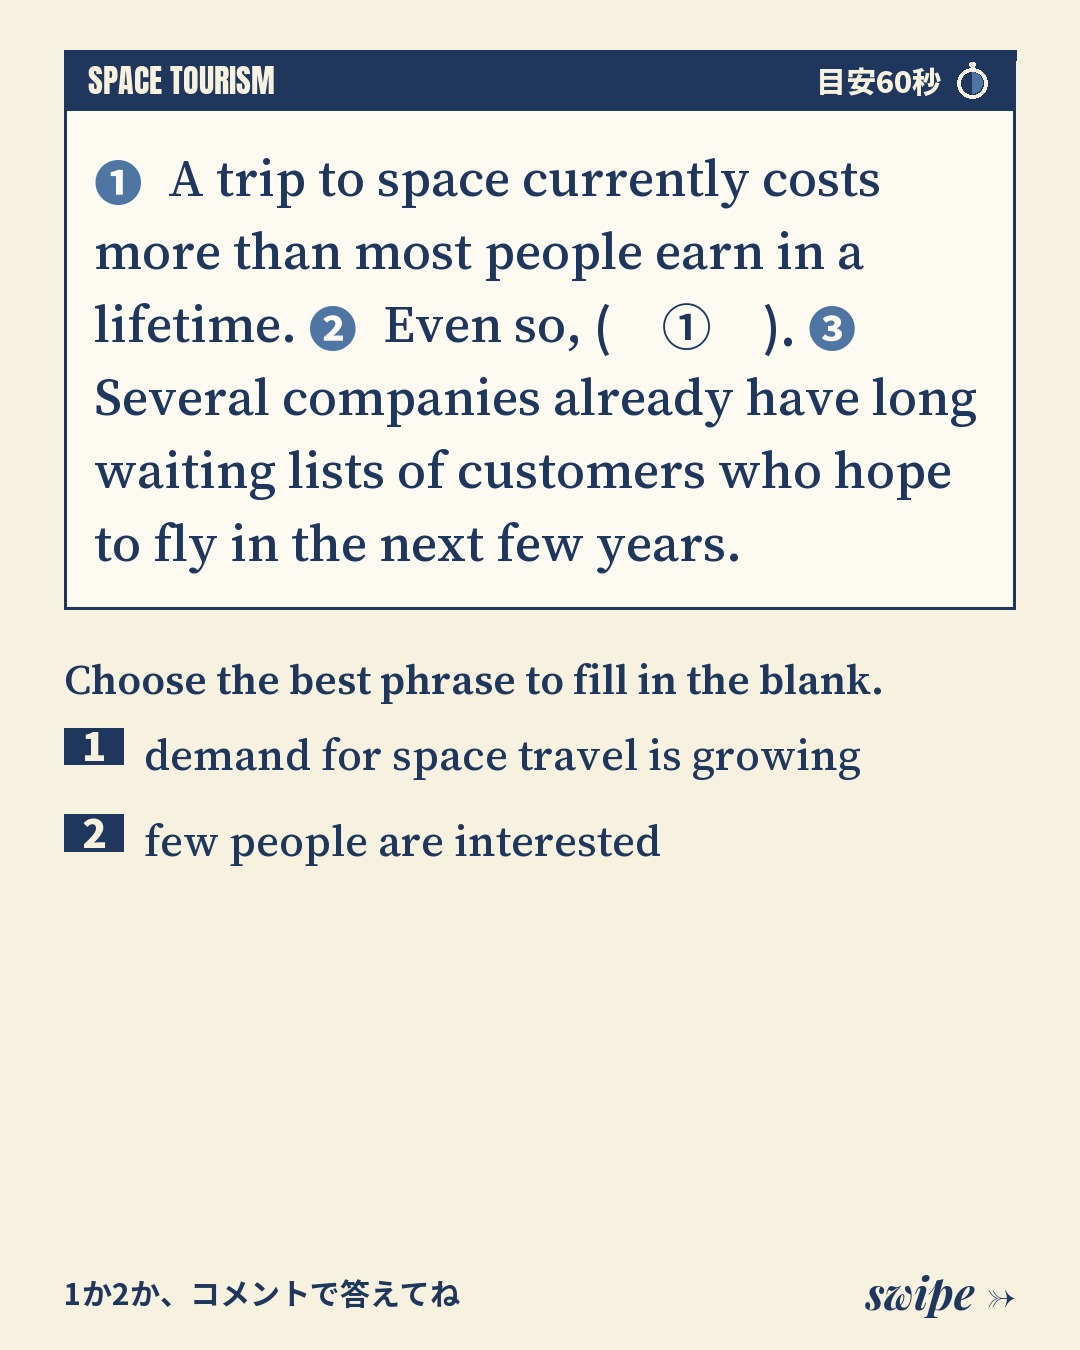 SPACE TOURISM
目安60秒
❶ A trip to space currently costs
more than most people earn in a
lifetime. ❷ Even so, ( ① ). ❸
Several companies already have long
waiting lists of customers who hope
to fly in the next few years.
Choose the best phrase to fill in the blank.
1 demand for space travel is growing
2 few people are interested
1か2か、コメントで答えてね
swipe